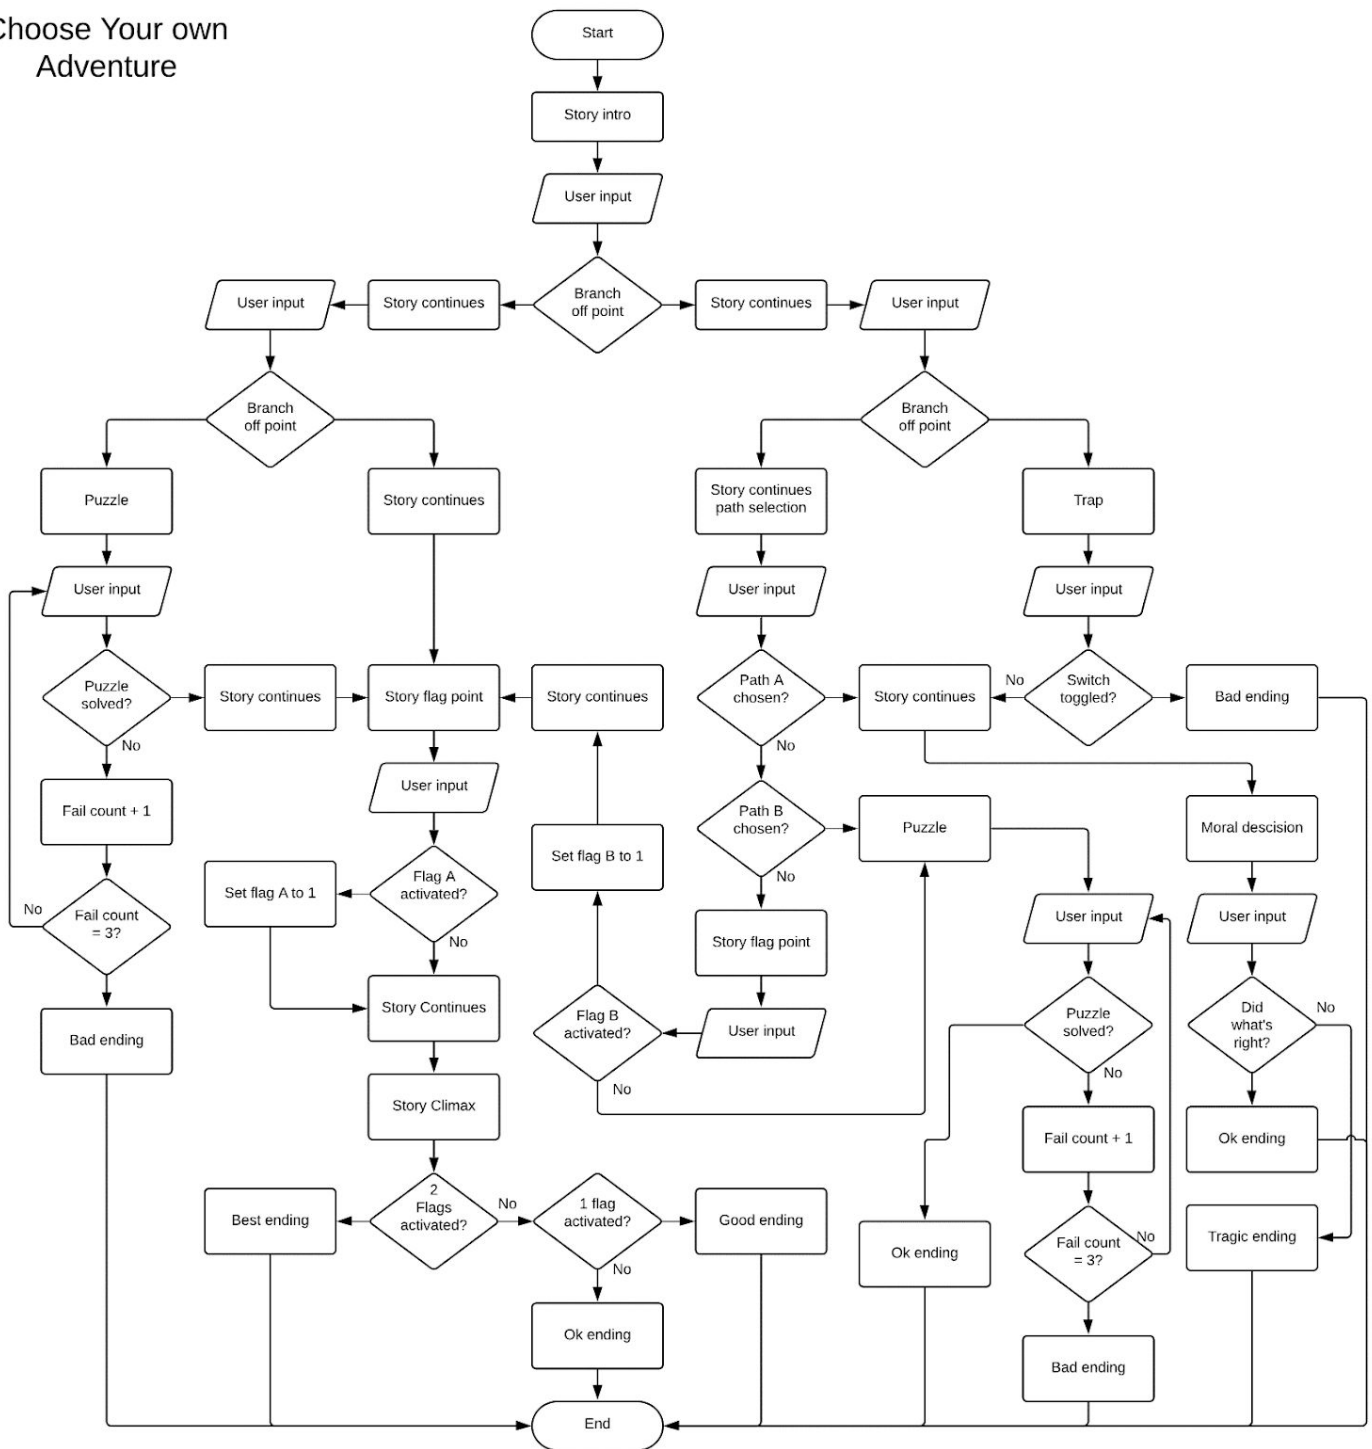 Choose Your own
Adventure
Start
Story intro
User input
User input
Story continues
Branch
off point
Story continues
User input
Branch
off point
Branch
off point
Puzzle
Story continues
Story continues
path selection
Trap
User input
User input
User input
Puzzle
solved?
Story continues
Story flag point
Story continues
Path A
chosen?
Story continues
No
Switch
toggled?
Bad ending
No
No
Fail count + 1
User input
Set flag B to 1
Path B
chosen?
Puzzle
Moral descision
No
No
Fail count
= 3?
Set flag A to 1
Flag A
activated?
No
Story flag point
User input
User input
Bad ending
Story Continues
Flag B
activated?
User input
No
Puzzle
solved?
No
Did
what's
right?
No
Story Climax
Fail count + 1
Ok ending
Best ending
2
Flags
activated?
No
1 flag
activated?
No
Good ending
Ok ending
Fail count
= 3?
No
Tragic ending
Ok ending
Bad ending
End